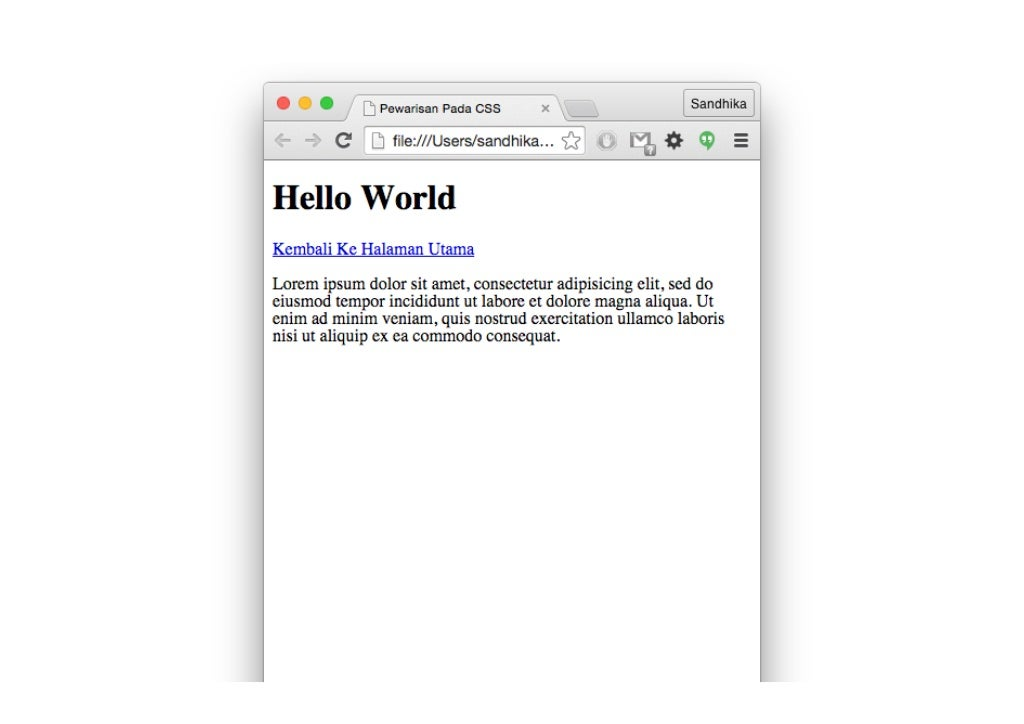 Pewarisan Pada CSS
Sandhika
file:///Users/sandhika...
Hello World
Kembali Ke Halaman Utama
Lorem ipsum dolor sit amet, consectetur adipisicing elit, sed do
eiusmod tempor incididunt ut labore et dolore magna aliqua. Ut
enim ad minim veniam, quis nostrud exercitation ullamco laboris
nisi ut aliquip ex ea commodo consequat.